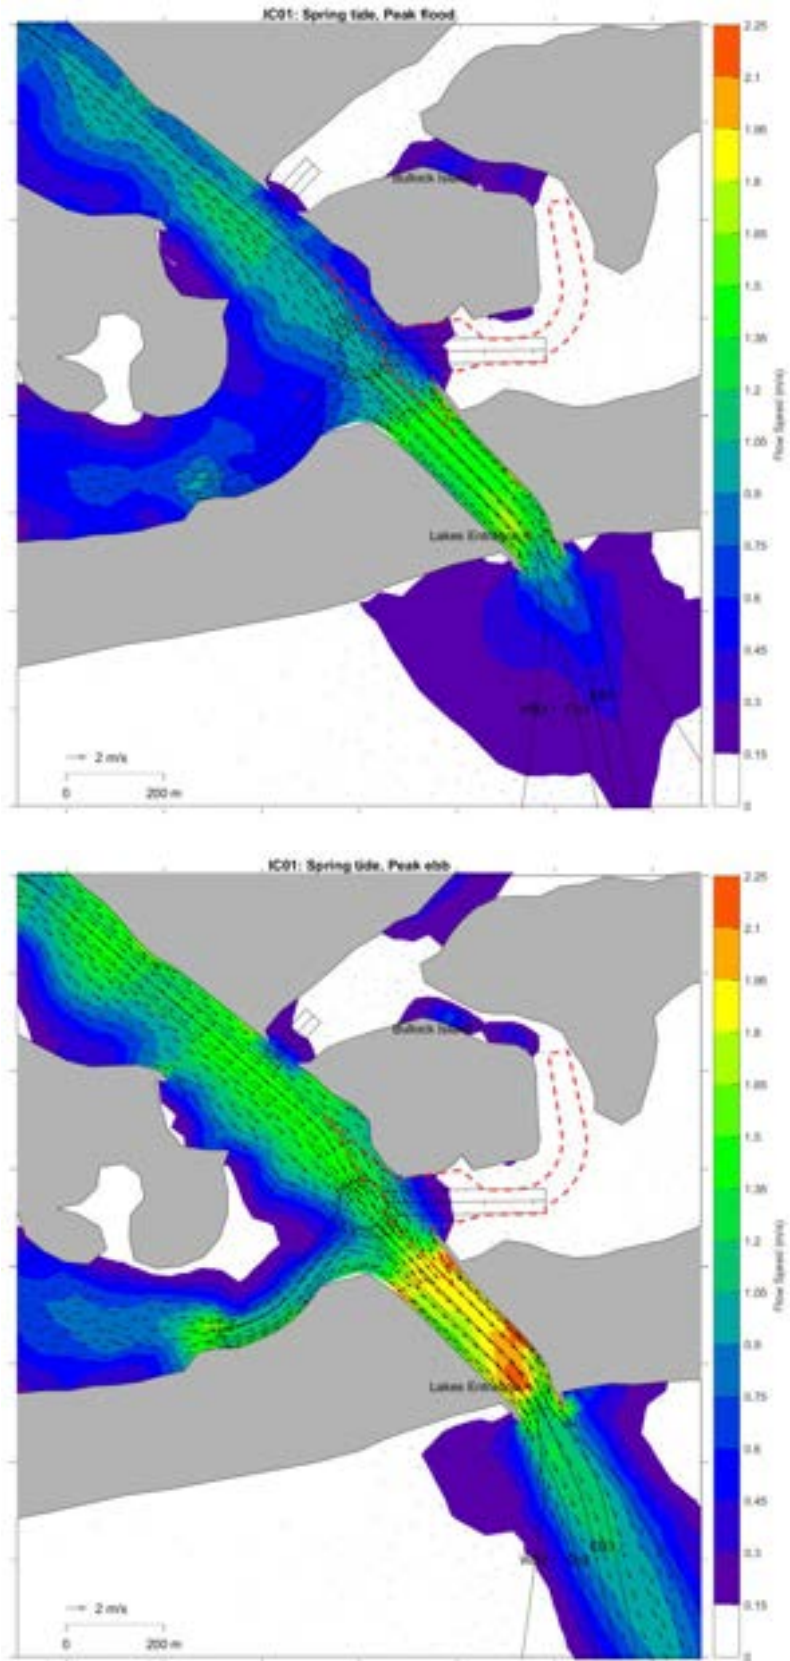 IC01: Spring tide, Peak flood
2.25
2.1
1.95
1.8
1.65
1.5
1.35
1.2
1.05
0.9
0.75
0.6
0.45
0.3
0.15
0
Flow Speed (m/s)
Bullock Island
Lakes Entrance
2 m/s
0 200 m
IC01: Spring tide, Peak ebb
2.25
2.1
1.95
1.8
1.65
1.5
1.35
1.2
1.05
0.9
0.75
0.6
0.45
0.3
0.15
0
Flow Speed (m/s)
Bullock Island
Lakes Entrance
2 m/s
0 200 m